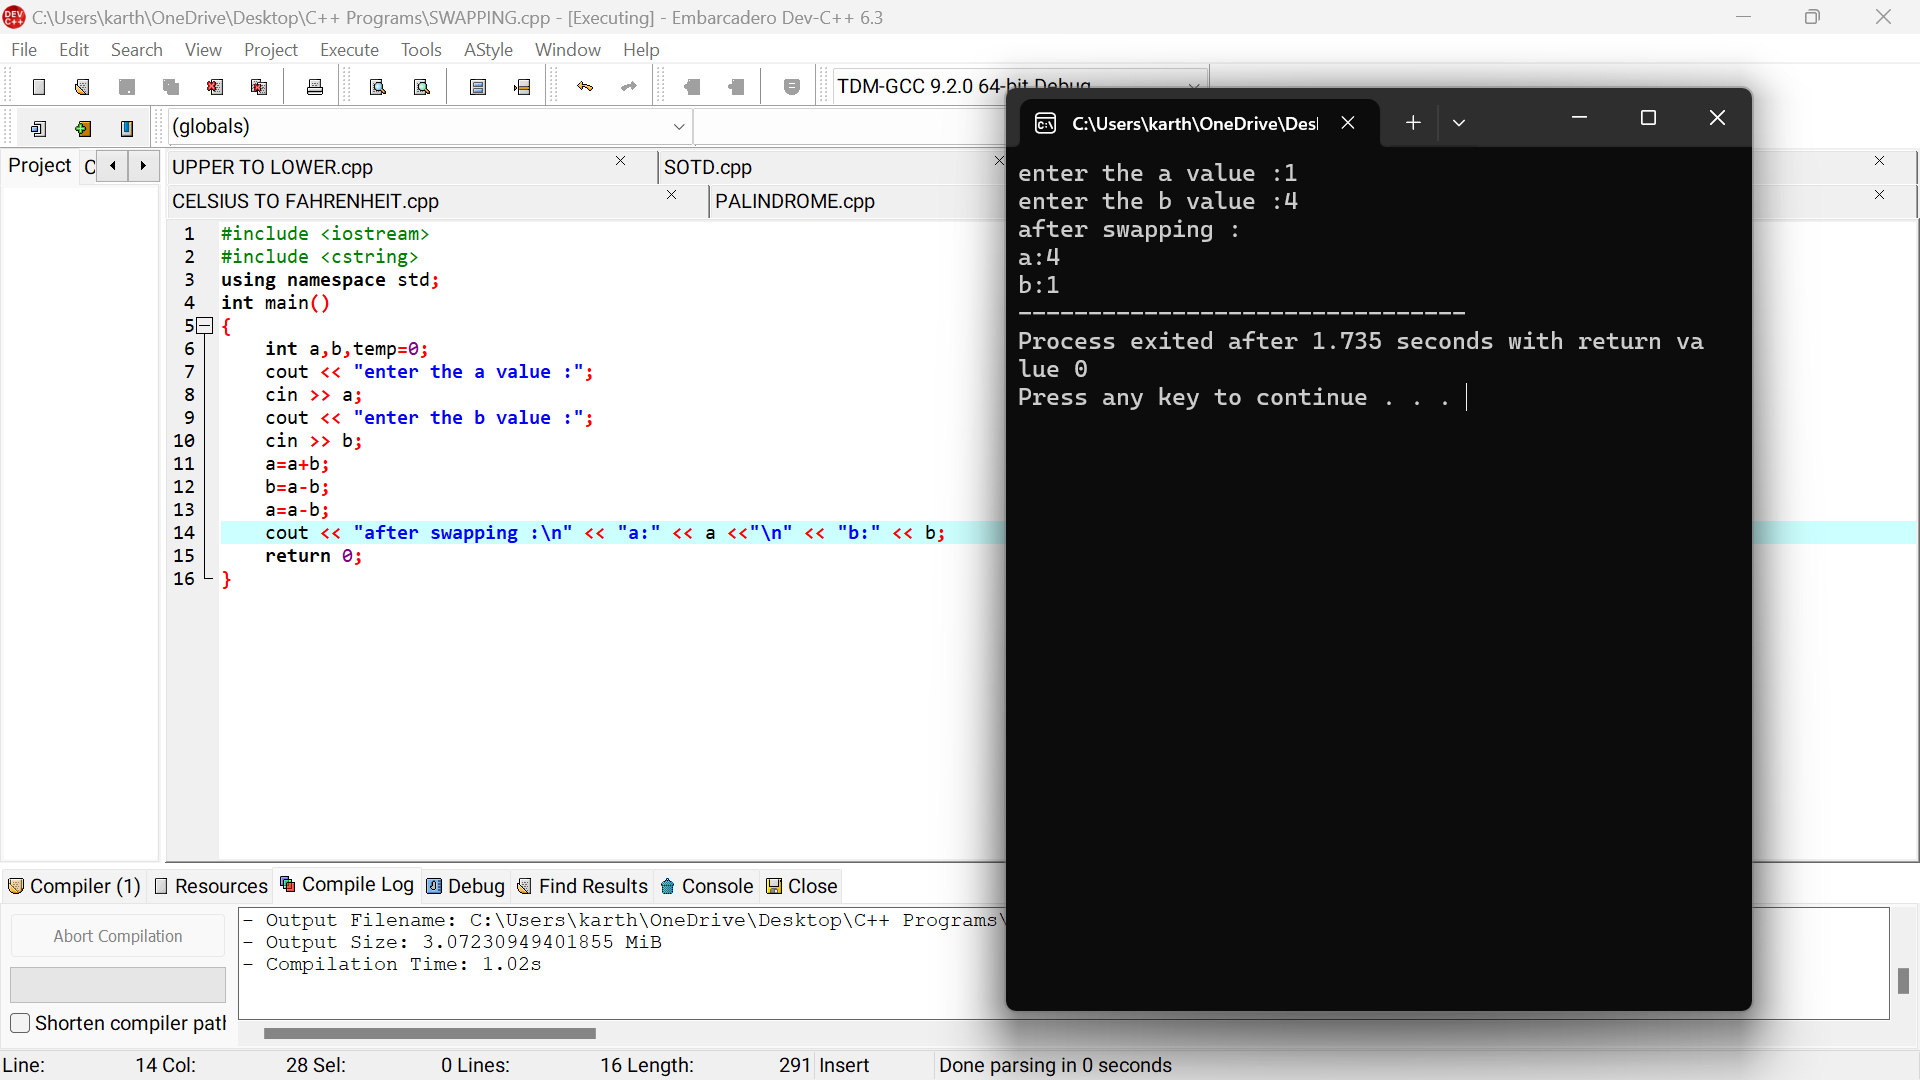 C:\Users\karth\OneDrive\Desktop\C++ Programs\SWAPPING.cpp - [Executing] - Embarcadero Dev-C++ 6.3
File Edit Search View Project Execute Tools AStyle Window Help
TDM-GCC 9.2.0 64-bit Debug
(globals)
Project
UPPER TO LOWER.cpp
SOTD.cpp
CELSIUS TO FAHRENHEIT.cpp
PALINDROME.cpp
1 #include <iostream>
2 #include <cstring>
3 using namespace std;
4 int main()
5 {
6 int a,b,temp=0;
7 cout << "enter the a value :";
8 cin >> a;
9 cout << "enter the b value :";
10 cin >> b;
11 a=a+b;
12 b=a-b;
13 a=a-b;
14 cout << "after swapping :\n" << "a:" << a <<"\n" << "b:" << b;
15 return 0;
16 }
C:\Users\karth\OneDrive\Des
enter the a value :1
enter the b value :4
after swapping :
a:4
b:1
--------------------------------
Process exited after 1.735 seconds with return va
lue 0
Press any key to continue . . .
Compiler (1) Resources Compile Log Debug Find Results Console Close
Abort Compilation
Shorten compiler pat
- Output Filename: C:\Users\karth\OneDrive\Desktop\C++ Programs\
- Output Size: 3.07230949401855 MiB
- Compilation Time: 1.02s
Line: 14 Col: 28 Sel: 0 Lines: 16 Length: 291 Insert Done parsing in 0 seconds